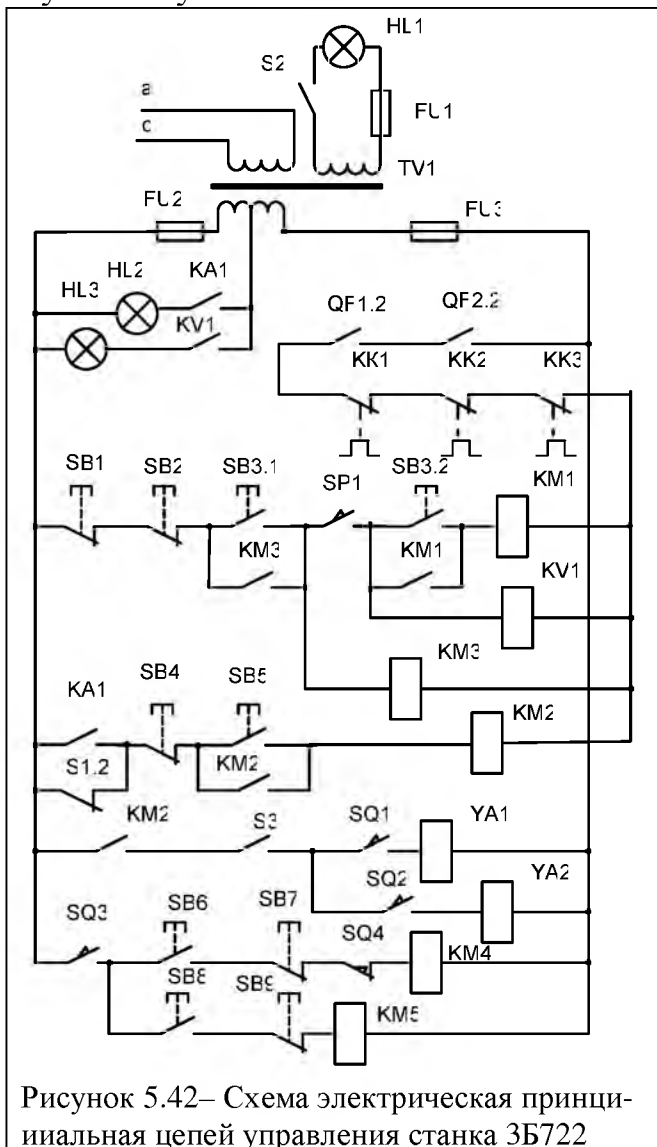 HL1
S2
a
FU1
c
TV1
FU2
FU3
HL2
KA1
HL3
KV1
QF1.2
QF2.2
KK1
KK2
KK3
SB1
SB2
SB3.1
SP1
SB3.2
KM1
KM3
KM1
KV1
KM3
KA1
SB4
SB5
KM2
S1.2
KM2
KM2
S3
SQ1
YA1
SQ2
YA2
SQ3
SB6
SB7
SQ4
KM4
SB8
SB9
KM5
Рисунок 5.42– Схема электрическая принци-
пиальная цепей управления станка 3Б722